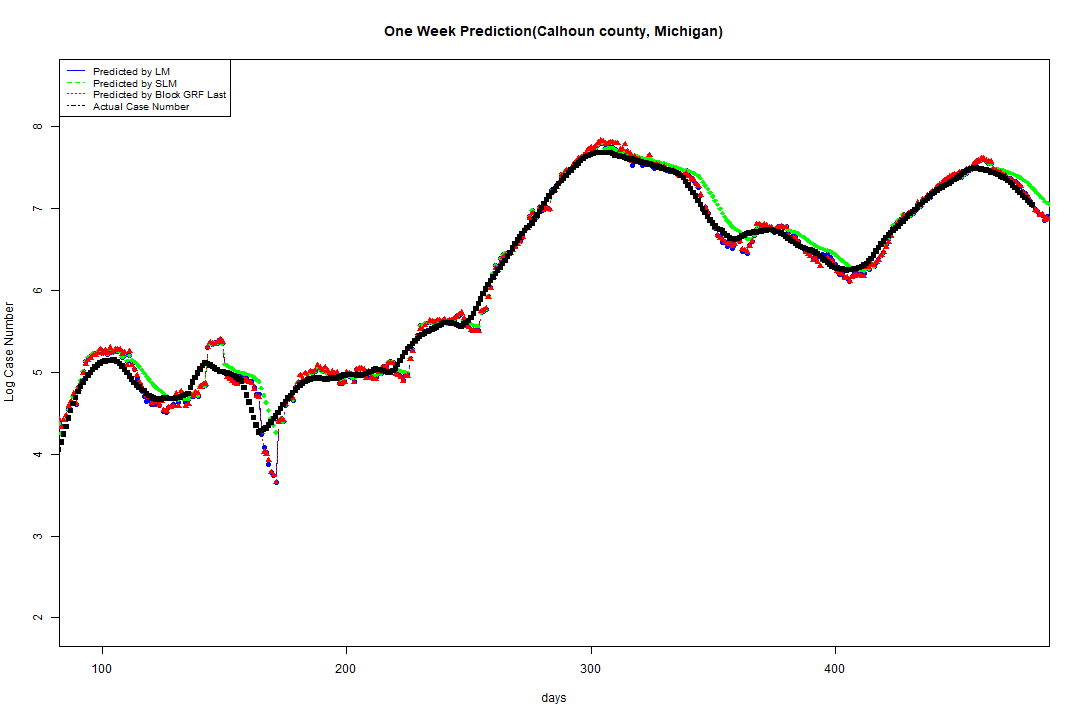 One Week Prediction(Calhoun county, Michigan)
Predicted by LM
Predicted by SLM
Predicted by Block GRF Last
Actual Case Number
8
7
6
5
4
3
2
Log Case Number
100 200 300 400
days